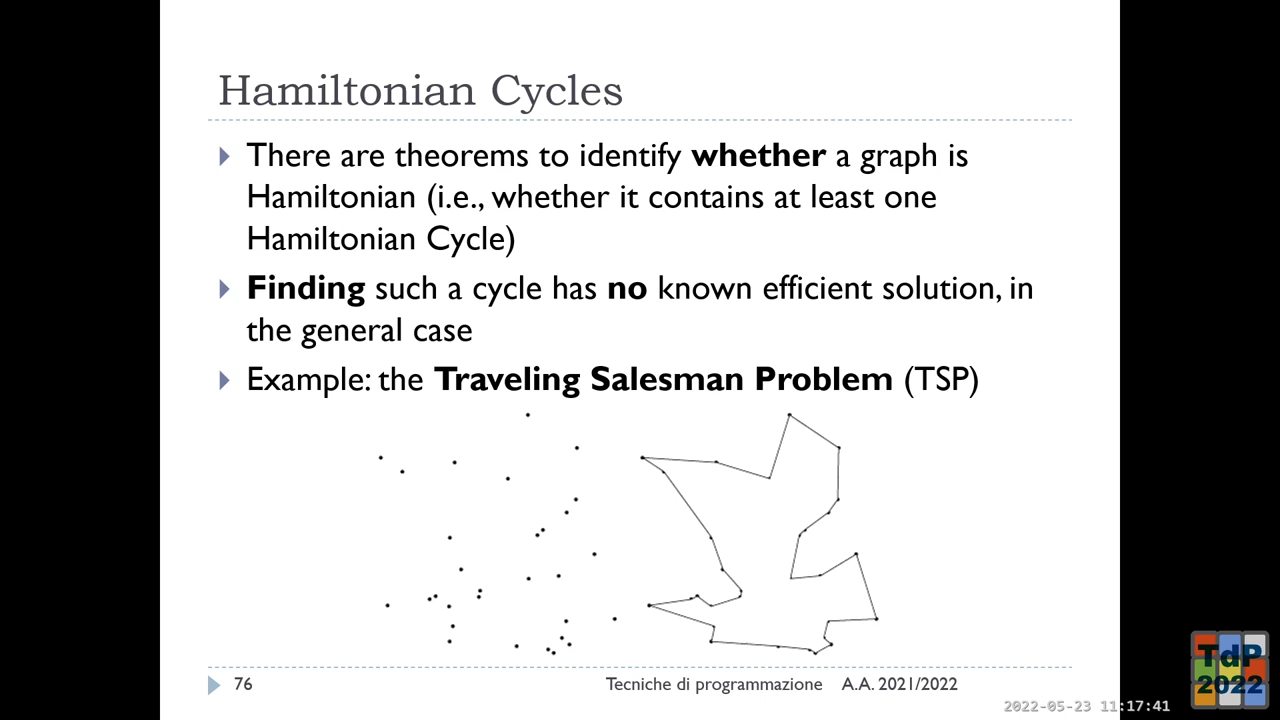 Hamiltonian Cycles
There are theorems to identify whether a graph is
Hamiltonian (i.e., whether it contains at least one
Hamiltonian Cycle)
Finding such a cycle has no known efficient solution, in
the general case
Example: the Traveling Salesman Problem (TSP)
76
Tecniche di programmazione A.A. 2021/2022
2022-05-23 11:17:41
TdP
2022